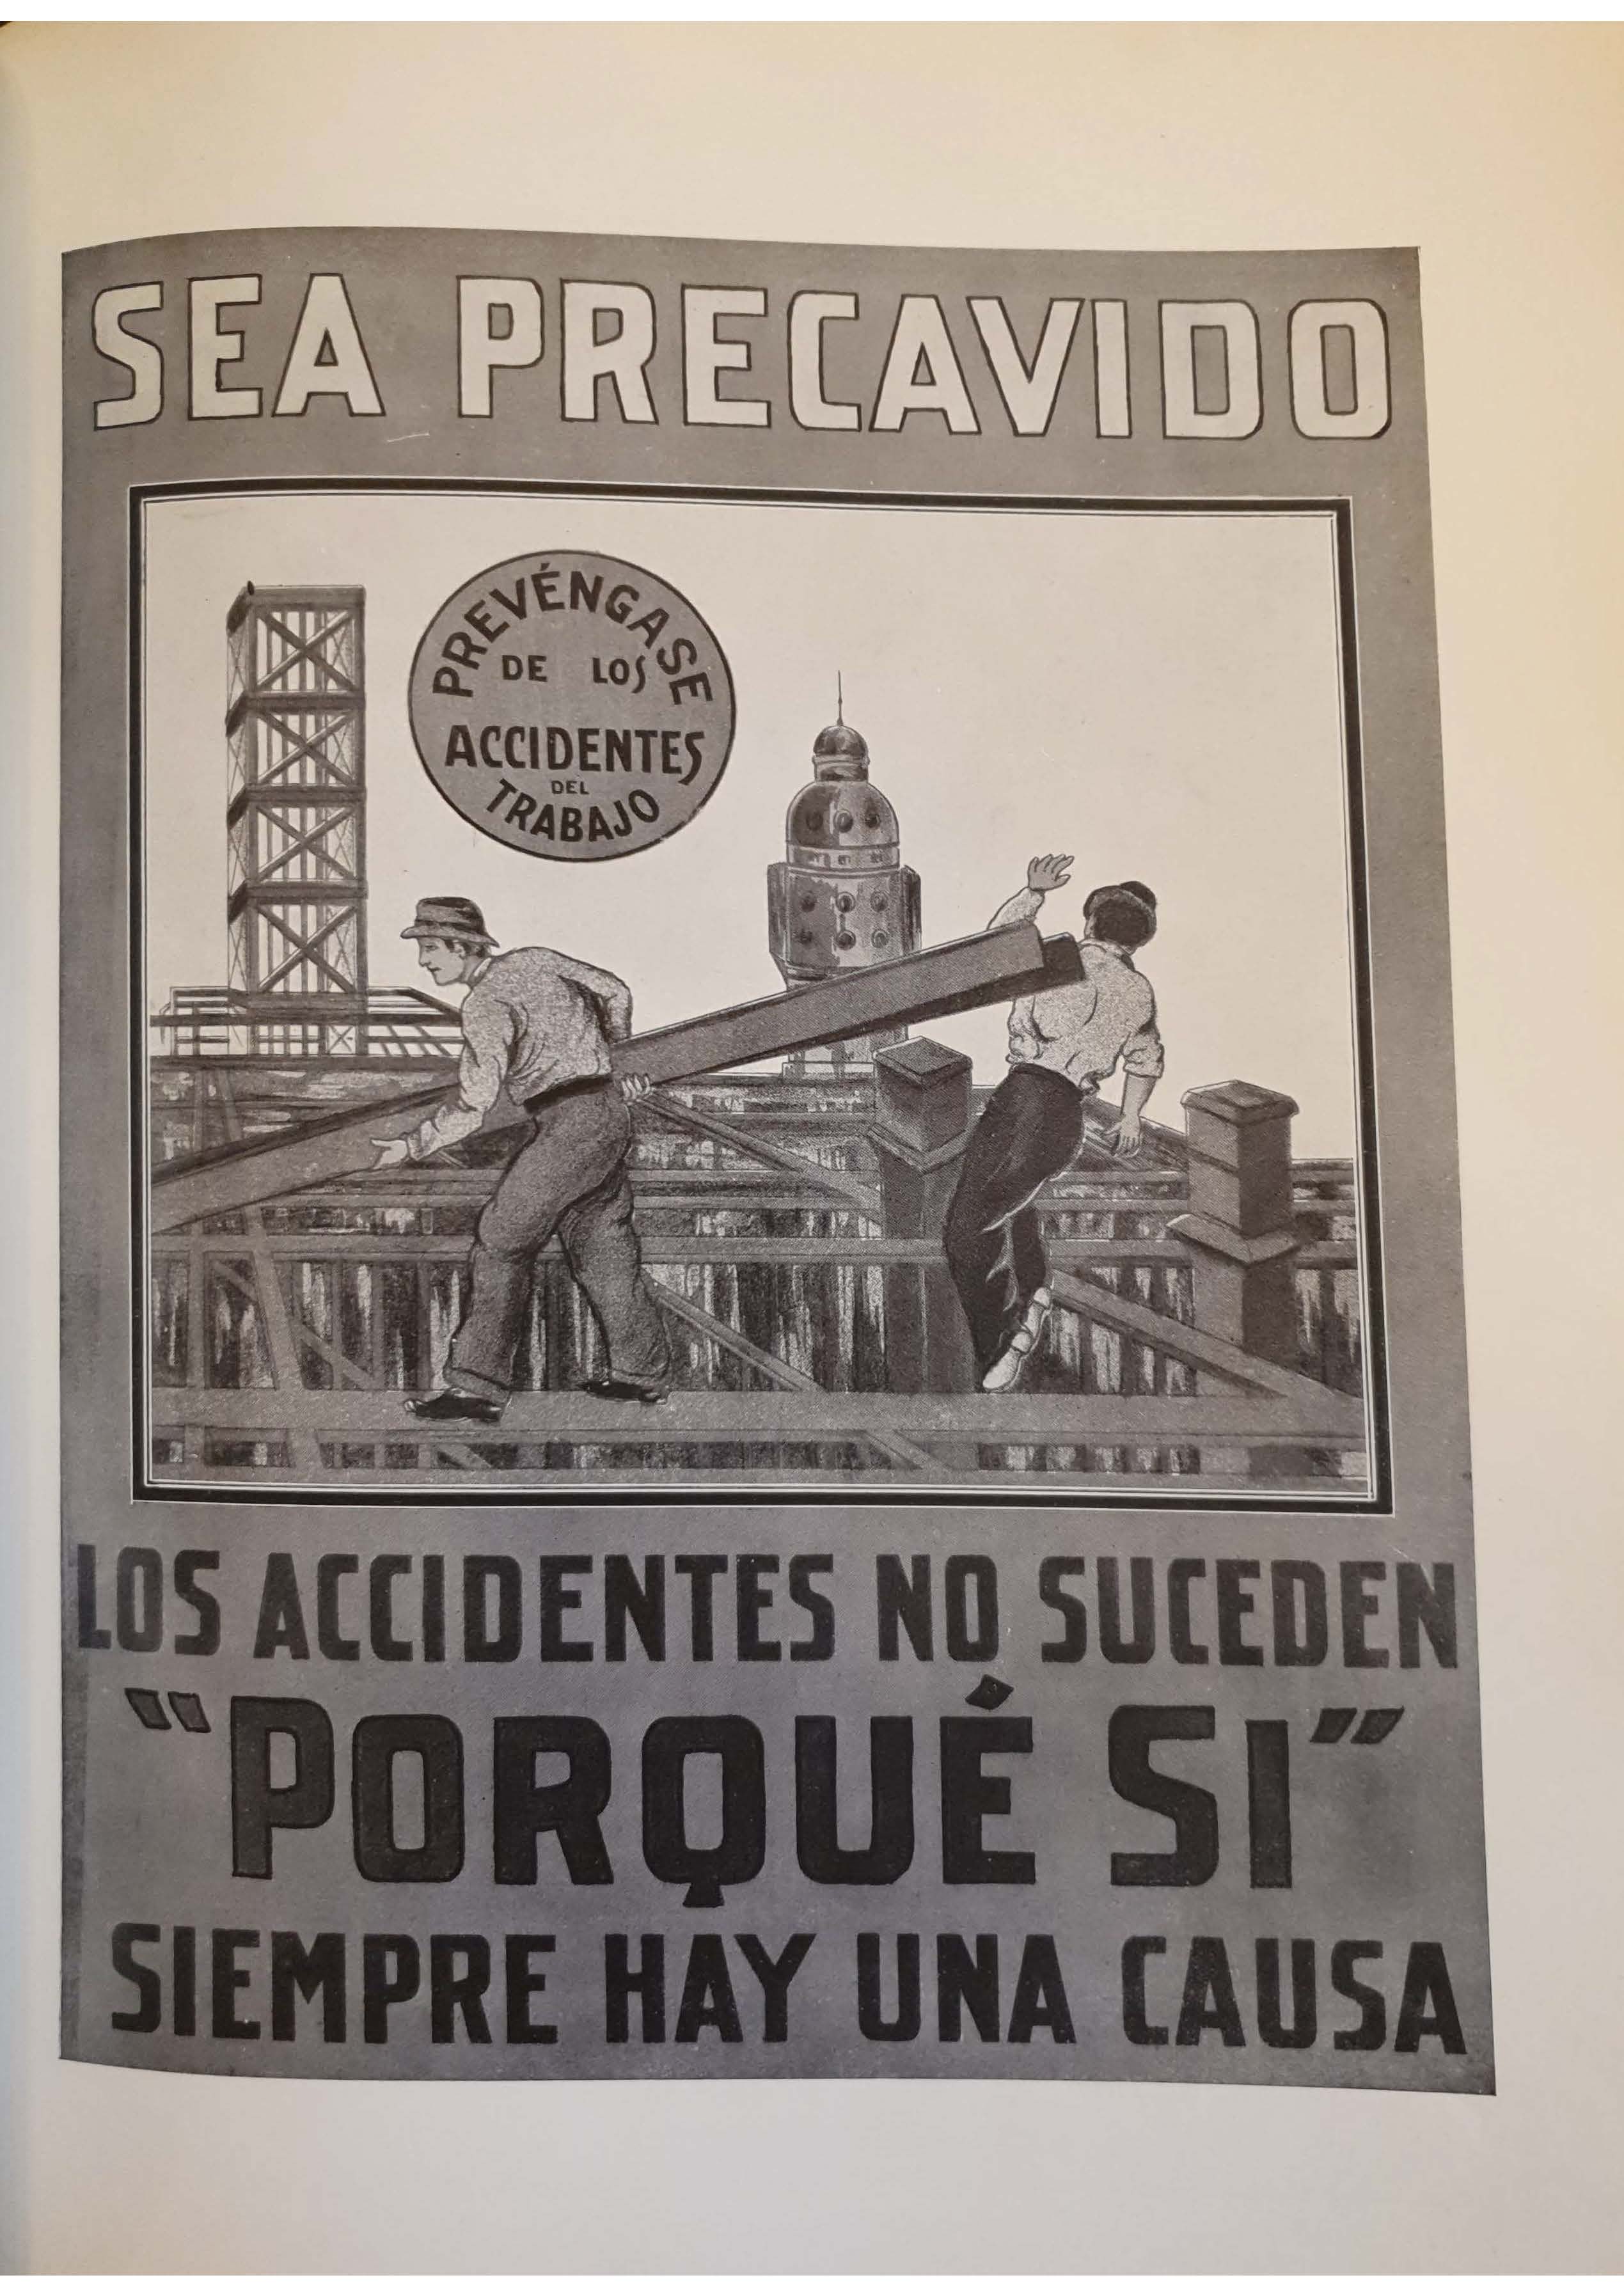 SEA PRECAVIDO
PREVÉNGASE
DE LOS
ACCIDENTES
DEL
TRABAJO
LOS ACCIDENTES NO SUCEDEN
"PORQUÉ SI"
SIEMPRE HAY UNA CAUSA